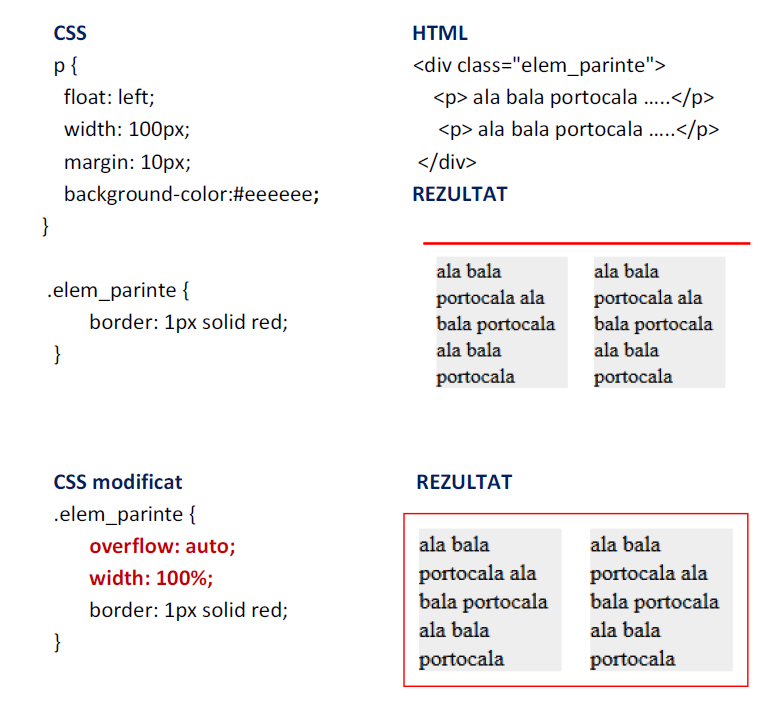 CSS
p {
float: left;
width: 100px;
margin: 10px;
background-color:#eeeeee;
}
.elem_parinte {
border: 1px solid red;
}
HTML
<div class="elem_parinte">
<p> ala bala portocala …..</p>
<p> ala bala portocala …..</p>
</div>
REZULTAT
ala bala
portocala ala
bala portocala
ala bala
portocala
ala bala
portocala ala
bala portocala
ala bala
portocala
CSS modificat
.elem_parinte {
overflow: auto;
width: 100%;
border: 1px solid red;
}
REZULTAT
ala bala
portocala ala
bala portocala
ala bala
portocala
ala bala
portocala ala
bala portocala
ala bala
portocala